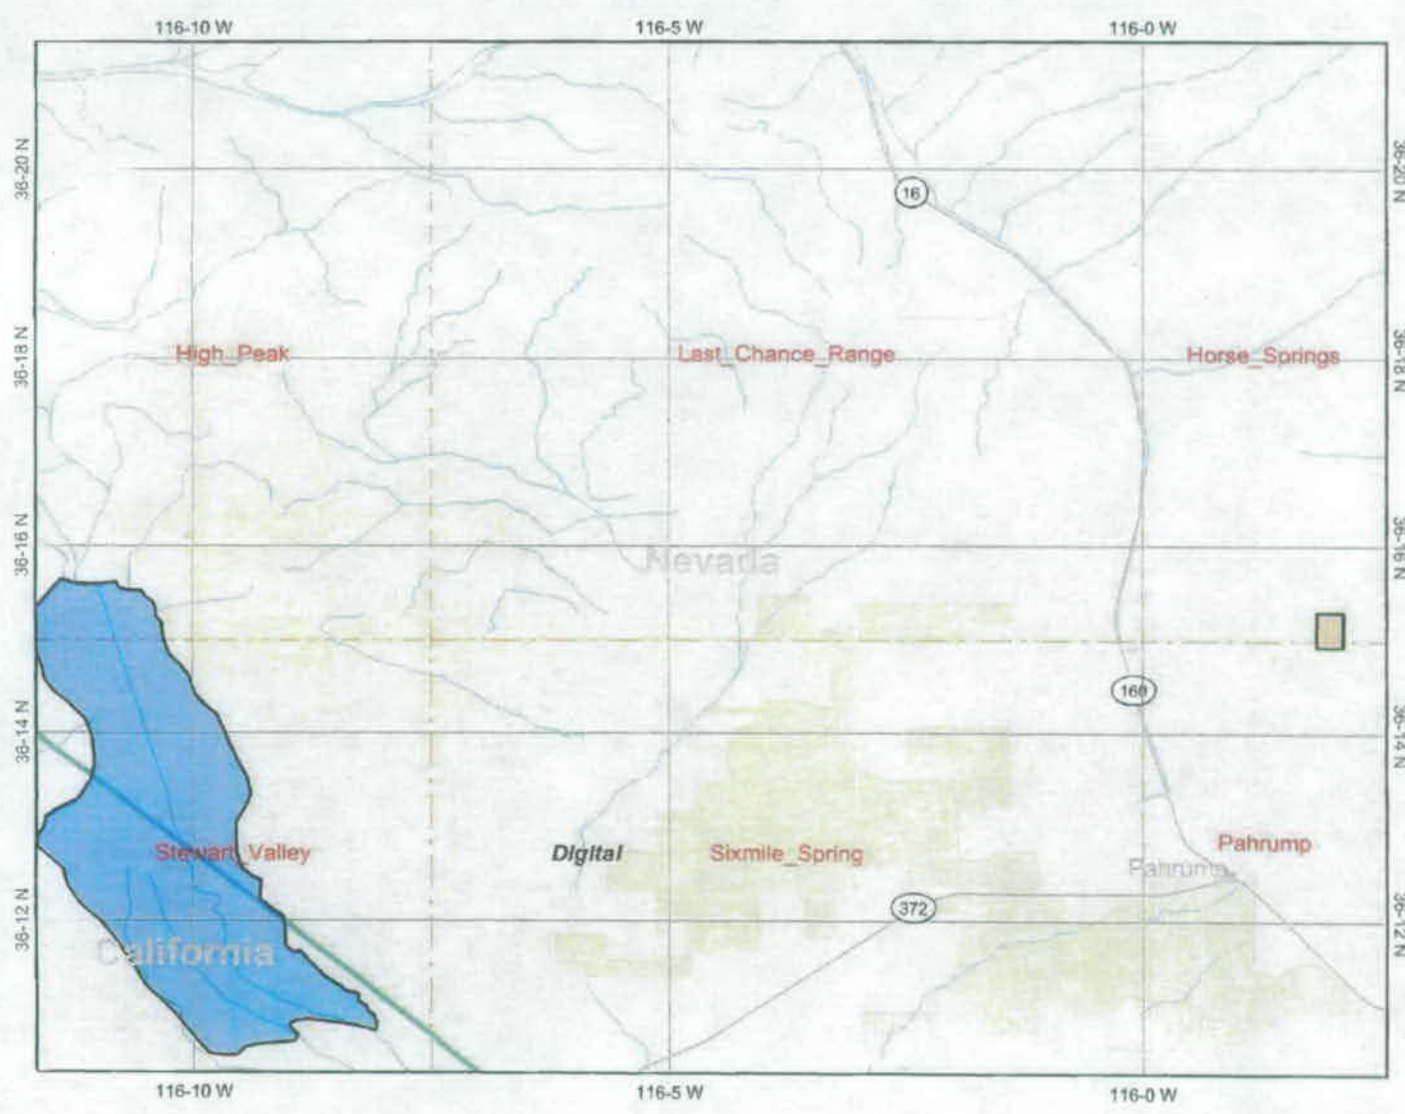 116-10 W
116-5 W
116-0 W
36-20 N
36-20 N
16
36-18 N
High_Peak
Last_Chance_Range
Horse_Springs
36-18 N
36-16 N
Nevada
36-16 N
160
36-14 N
36-14 N
Stewart_Valley
Digital
Sixmile_Spring
Pahrump
Pahrump
372
36-12 N
36-12 N
California
116-10 W
116-5 W
116-0 W